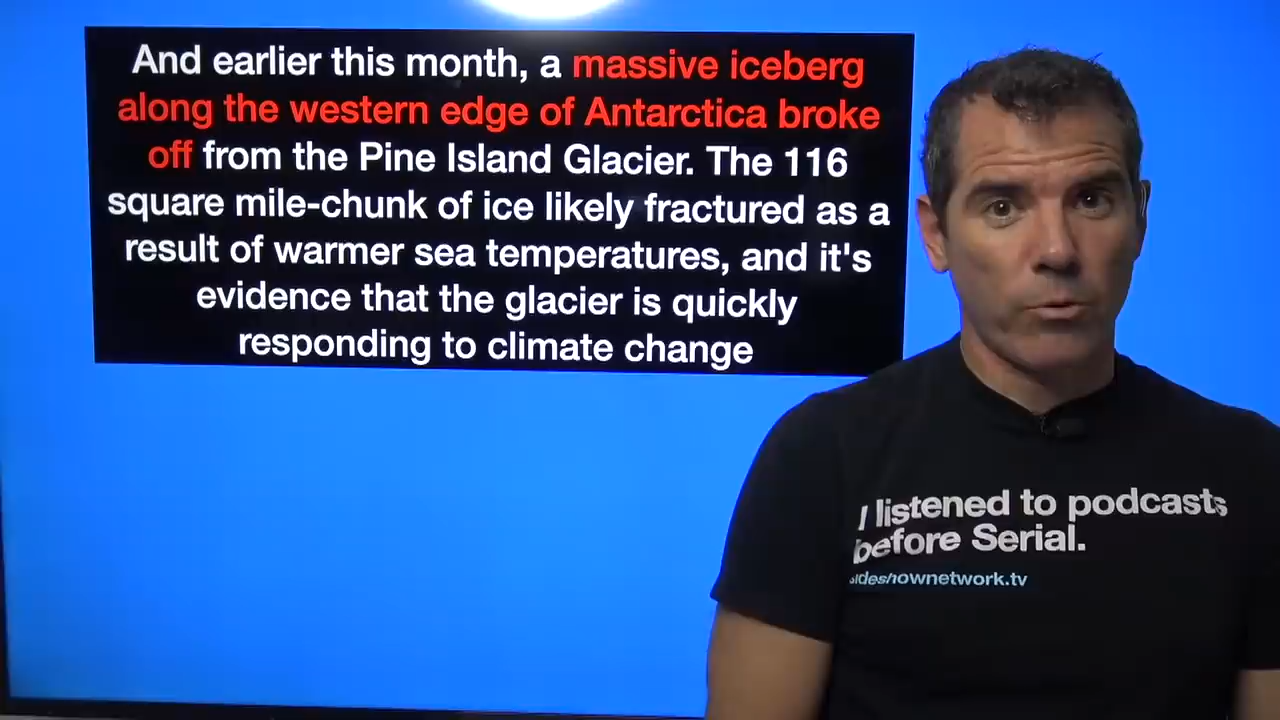 And earlier this month, a massive iceberg
along the western edge of Antarctica broke
off from the Pine Island Glacier. The 116
square mile-chunk of ice likely fractured as a
result of warmer sea temperatures, and it's
evidence that the glacier is quickly
responding to climate change
I listened to podcasts
before Serial.
sideshownetwork.tv